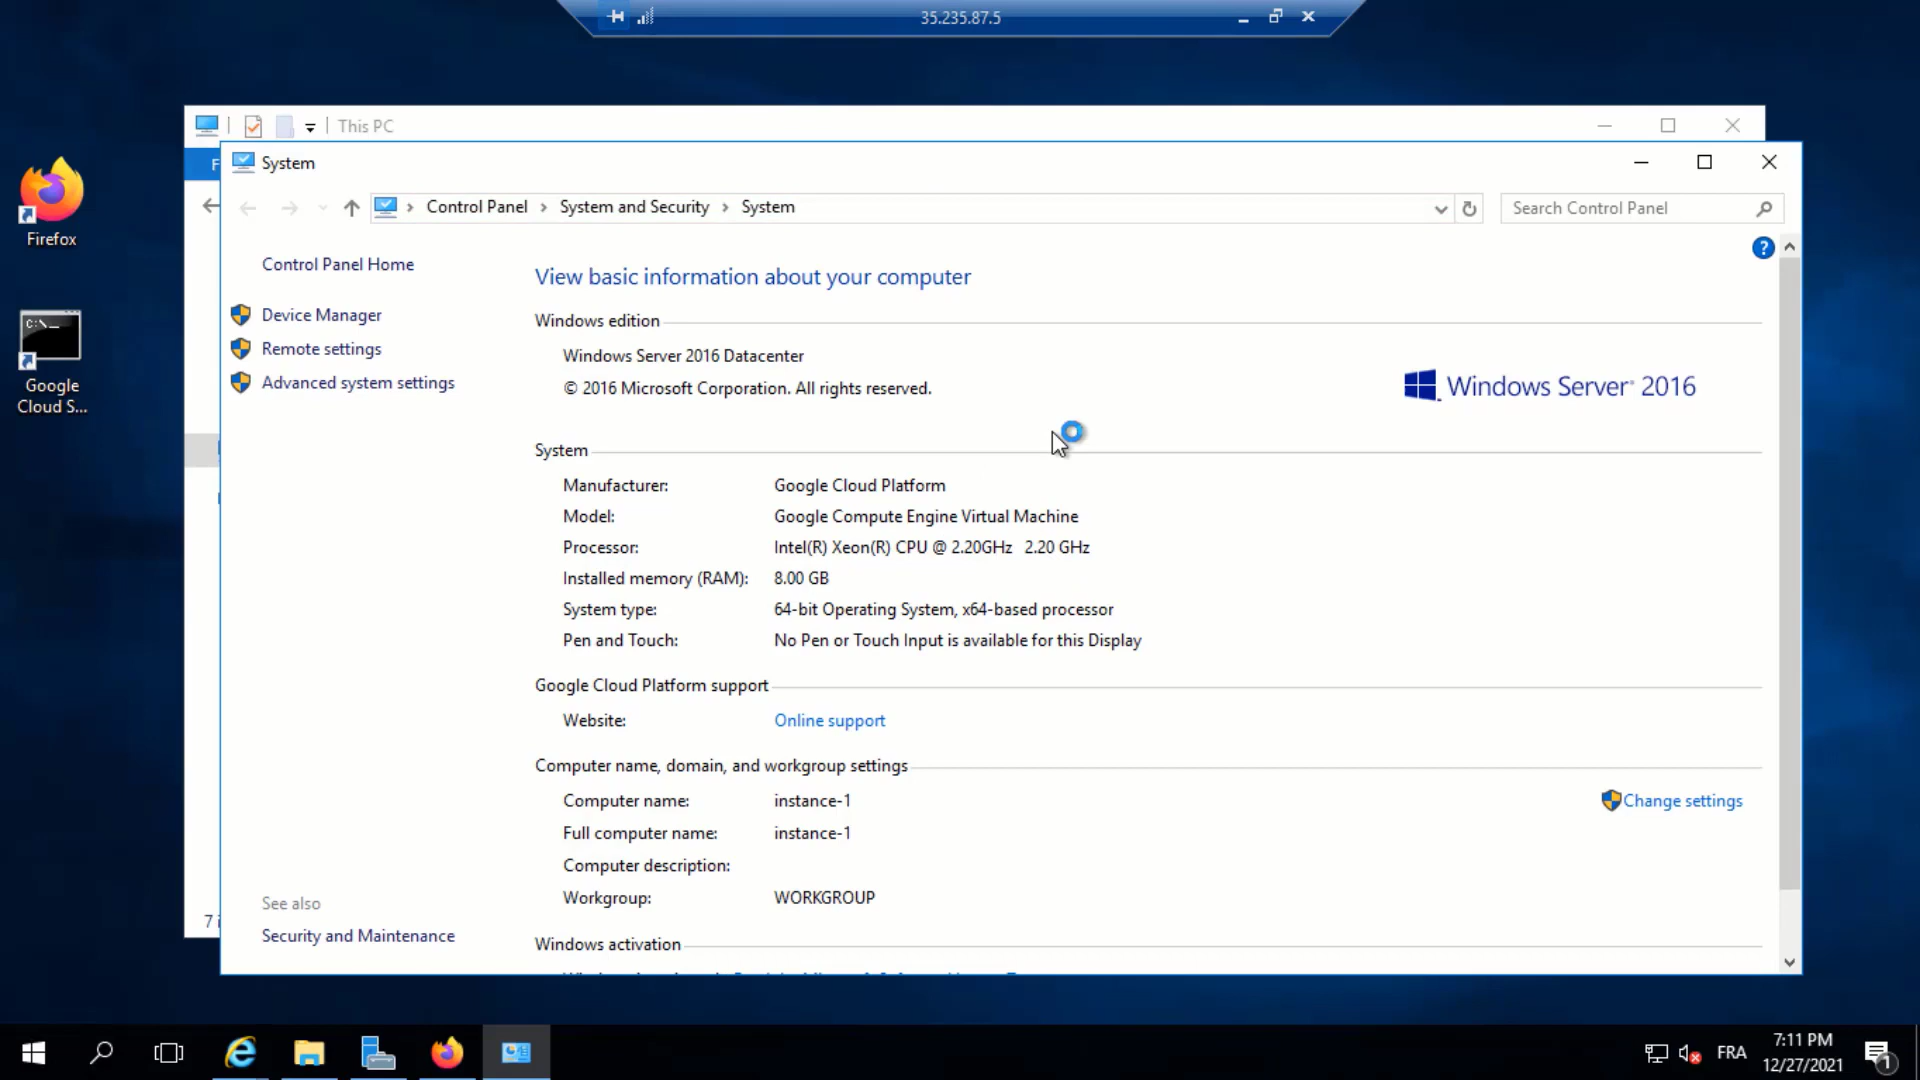 35.235.87.5
This PC
System
Control Panel > System and Security > System
Search Control Panel
Firefox
Google
Cloud S...
Control Panel Home
Device Manager
Remote settings
Advanced system settings
See also
Security and Maintenance
View basic information about your computer
Windows edition
Windows Server 2016 Datacenter
© 2016 Microsoft Corporation. All rights reserved.
Windows Server® 2016
System
Manufacturer: Google Cloud Platform
Model: Google Compute Engine Virtual Machine
Processor: Intel(R) Xeon(R) CPU @ 2.20GHz 2.20 GHz
Installed memory (RAM): 8.00 GB
System type: 64-bit Operating System, x64-based processor
Pen and Touch: No Pen or Touch Input is available for this Display
Google Cloud Platform support
Website: Online support
Computer name, domain, and workgroup settings
Computer name: instance-1
Change settings
Full computer name: instance-1
Computer description:
Workgroup: WORKGROUP
Windows activation
FRA
7:11 PM
12/27/2021
1